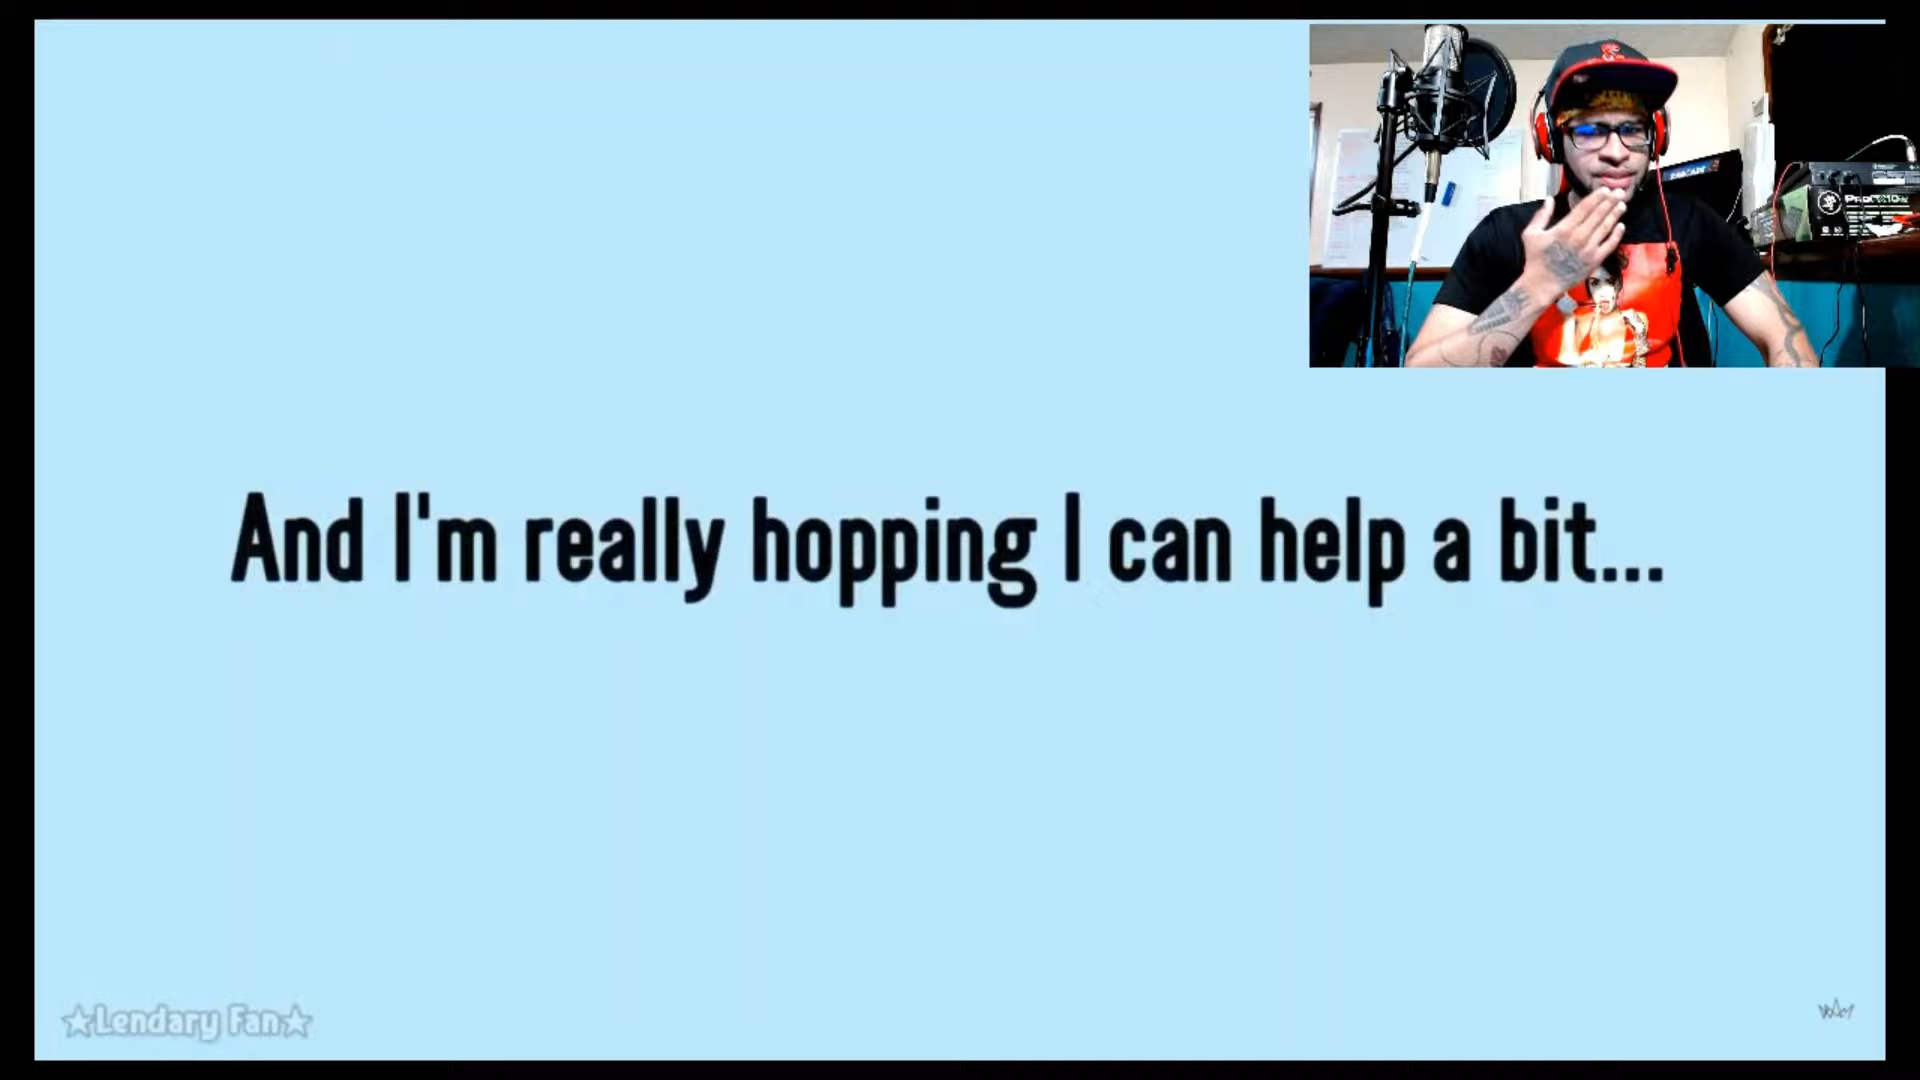 And I'm really hopping I can help a bit...
☆Lendary Fan☆